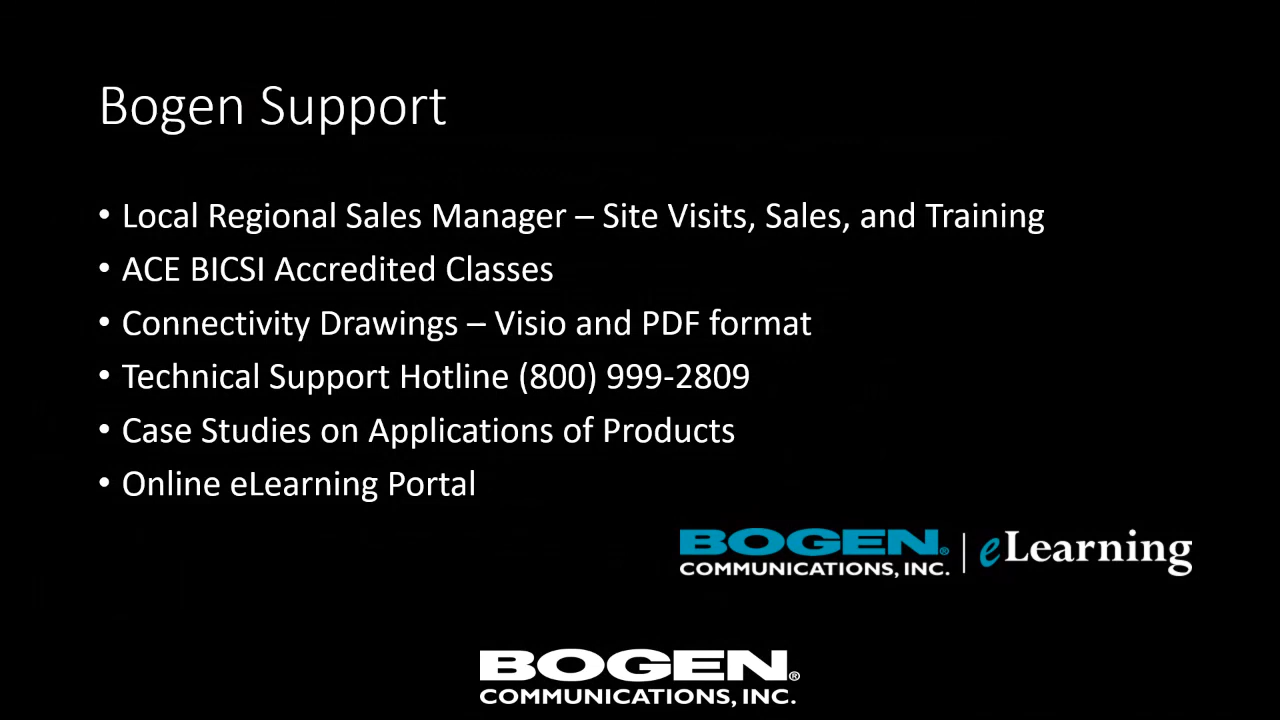 Bogen Support
• Local Regional Sales Manager – Site Visits, Sales, and Training
• ACE BICSI Accredited Classes
• Connectivity Drawings – Visio and PDF format
• Technical Support Hotline (800) 999-2809
• Case Studies on Applications of Products
• Online eLearning Portal
BOGEN® | eLearning
COMMUNICATIONS, INC.
BOGEN®
COMMUNICATIONS, INC.